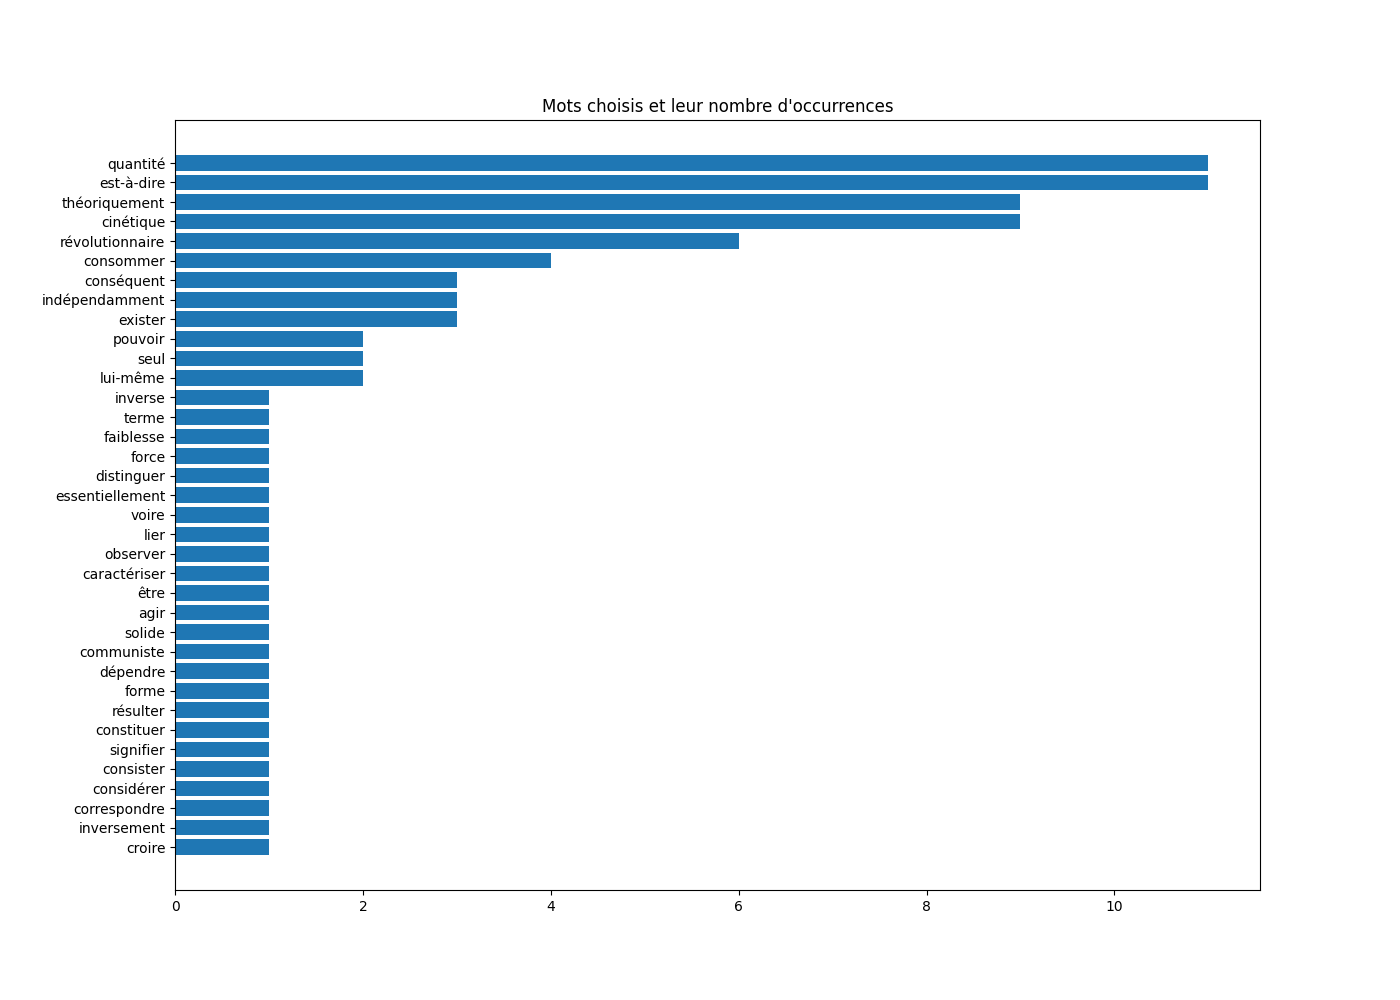 Mots choisis et leur nombre d'occurrences
quantité
est-à-dire
théoriquement
cinétique
révolutionnaire
consommer
conséquent
indépendamment
exister
pouvoir
seul
lui-même
inverse
terme
faiblesse
force
distinguer
essentiellement
voire
lier
observer
caractériser
être
agir
solide
communiste
dépendre
forme
résulter
constituer
signifier
consister
considérer
correspondre
inversement
croire
0 2 4 6 8 10